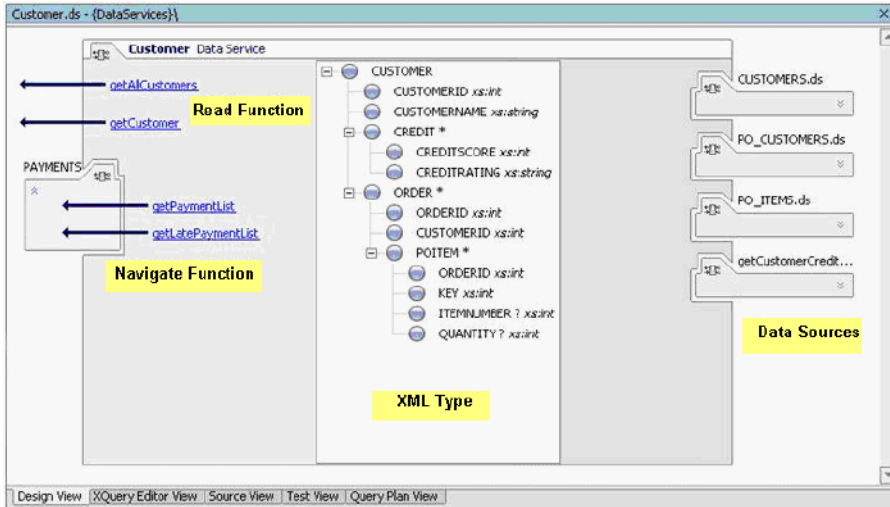 Customer.ds - {DataServices}\
Customer Data Service
getAllCustomers
Road Function
getCustomer
PAYMENTS
getPaymentList
getLatePaymentList
Navigate Function
CUSTOMER
CUSTOMERID xs:int
CUSTOMERNAME xs:string
CREDIT *
CREDITSCORE xs:int
CREDITRATING xs:string
ORDER *
ORDERID xs:int
CUSTOMERID xs:int
POITEM *
ORDERID xs:int
KEY xs:int
ITEMNUMBER ? xs:int
QUANTITY ? xs:int
XML Type
CUSTOMERS.ds
PO_CUSTOMERS.ds
PO_ITEMS.ds
getCustomerCredit...
Data Sources
Design View XQuery Editor View Source View Test View Query Plan View